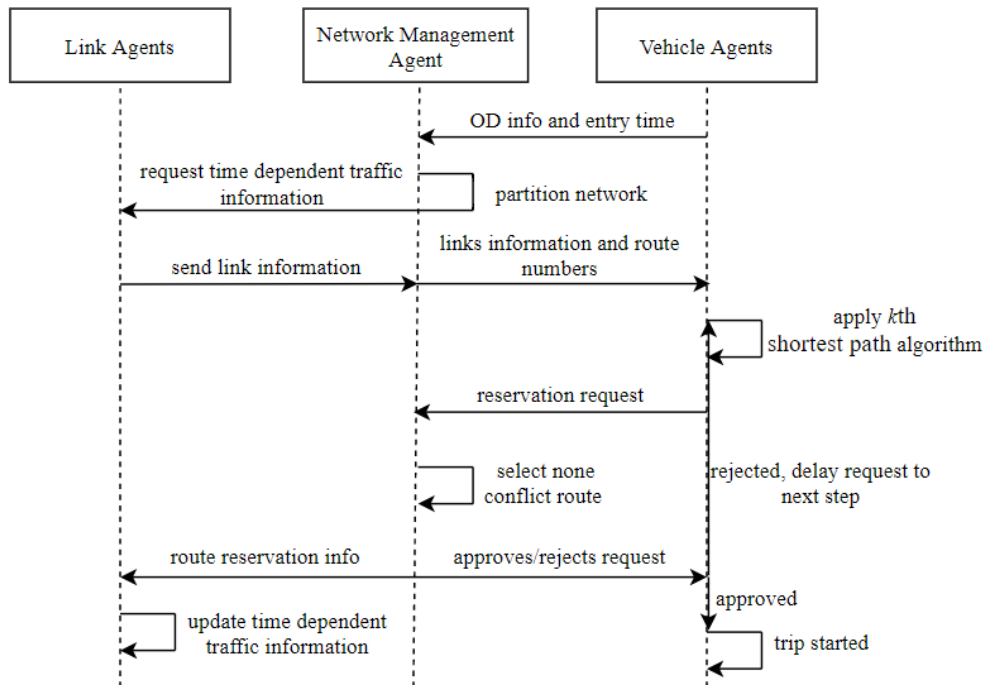 Link Agents
Network Management
Agent
Vehicle Agents
OD info and entry time
request time dependent traffic
information
partition network
links information and route
numbers
send link information
apply kth
shortest path algorithm
reservation request
select none
conflict route
rejected, delay request to
next step
route reservation info
approves/rejects request
approved
update time dependent
traffic information
trip started